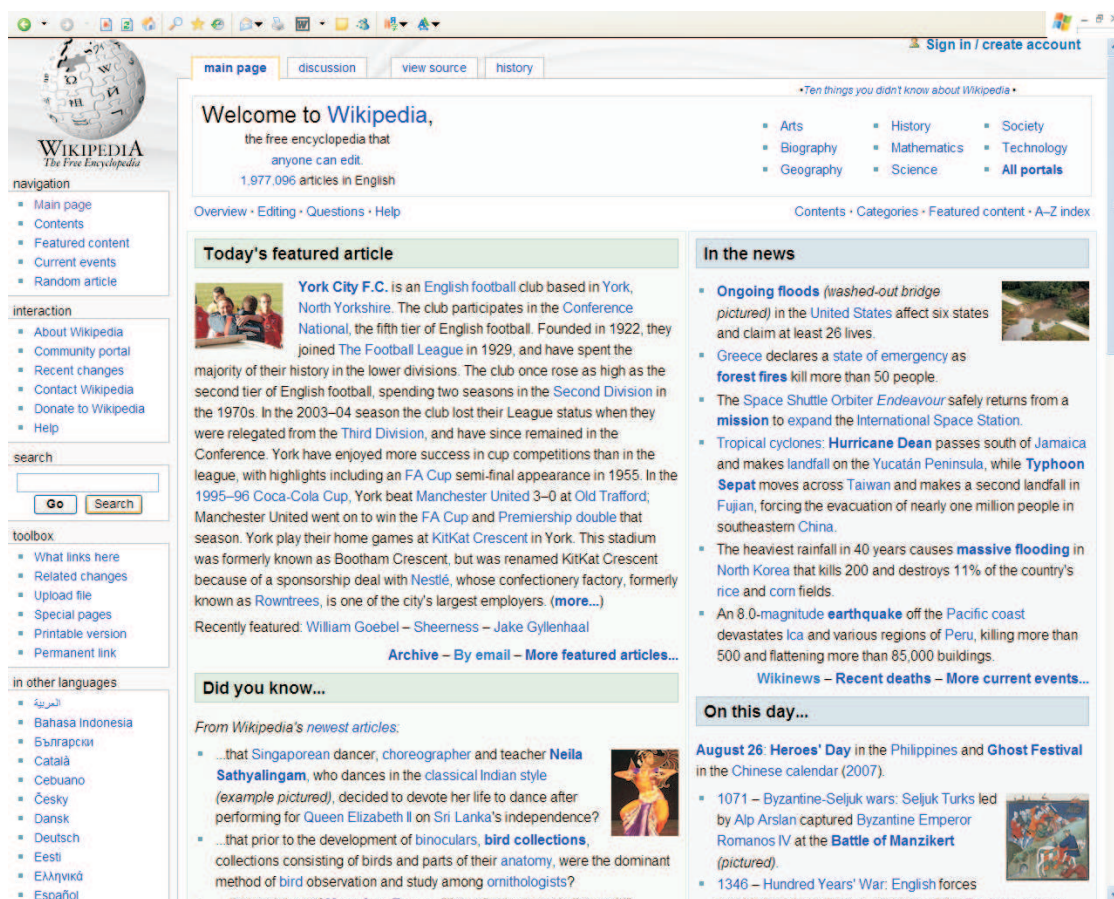 Sign in / create account
main page
discussion
view source
history
WIKIPEDIA
The Free Encyclopedia
navigation
Main page
Contents
Featured content
Current events
Random article
interaction
About Wikipedia
Community portal
Recent changes
Contact Wikipedia
Donate to Wikipedia
Help
search
Go
Search
toolbox
What links here
Related changes
Upload file
Special pages
Printable version
Permanent link
in other languages
العربية
Bahasa Indonesia
Български
Català
Cebuano
Česky
Dansk
Deutsch
Eesti
Ελληνικά
Español
•Ten things you didn't know about Wikipedia •
Welcome to Wikipedia,
the free encyclopedia that
anyone can edit.
1,977,096 articles in English
Arts
Biography
Geography
History
Mathematics
Science
Society
Technology
All portals
Overview · Editing · Questions · Help
Contents · Categories · Featured content · A–Z index
Today's featured article
York City F.C. is an English football club based in York,
North Yorkshire. The club participates in the Conference
National, the fifth tier of English football. Founded in 1922, they
joined The Football League in 1929, and have spent the
majority of their history in the lower divisions. The club once rose as high as the
second tier of English football, spending two seasons in the Second Division in
the 1970s. In the 2003–04 season the club lost their League status when they
were relegated from the Third Division, and have since remained in the
Conference. York have enjoyed more success in cup competitions than in the
league, with highlights including an FA Cup semi-final appearance in 1955. In the
1995–96 Coca-Cola Cup, York beat Manchester United 3–0 at Old Trafford;
Manchester United went on to win the FA Cup and Premiership double that
season. York play their home games at KitKat Crescent in York. This stadium
was formerly known as Bootham Crescent, but was renamed KitKat Crescent
because of a sponsorship deal with Nestlé, whose confectionery factory, formerly
known as Rowntrees, is one of the city's largest employers. (more...)
Recently featured: William Goebel – Sheerness – Jake Gyllenhaal
Archive – By email – More featured articles...
Did you know...
From Wikipedia's newest articles:
...that Singaporean dancer, choreographer and teacher Neila
Sathyalingam, who dances in the classical Indian style
(example pictured), decided to devote her life to dance after
performing for Queen Elizabeth II on Sri Lanka's independence?
...that prior to the development of binoculars, bird collections,
collections consisting of birds and parts of their anatomy, were the dominant
method of bird observation and study among ornithologists?
In the news
Ongoing floods (washed-out bridge
pictured) in the United States affect six states
and claim at least 26 lives.
Greece declares a state of emergency as
forest fires kill more than 50 people.
The Space Shuttle Orbiter Endeavour safely returns from a
mission to expand the International Space Station.
Tropical cyclones: Hurricane Dean passes south of Jamaica
and makes landfall on the Yucatán Peninsula, while Typhoon
Sepat moves across Taiwan and makes a second landfall in
Fujian, forcing the evacuation of nearly one million people in
southeastern China.
The heaviest rainfall in 40 years causes massive flooding in
North Korea that kills 200 and destroys 11% of the country's
rice and corn fields.
An 8.0-magnitude earthquake off the Pacific coast
devastates Ica and various regions of Peru, killing more than
500 and flattening more than 85,000 buildings.
Wikinews – Recent deaths – More current events...
On this day...
August 26: Heroes' Day in the Philippines and Ghost Festival
in the Chinese calendar (2007).
1071 – Byzantine-Seljuk wars: Seljuk Turks led
by Alp Arslan captured Byzantine Emperor
Romanos IV at the Battle of Manzikert
(pictured).
1346 – Hundred Years' War: English forces